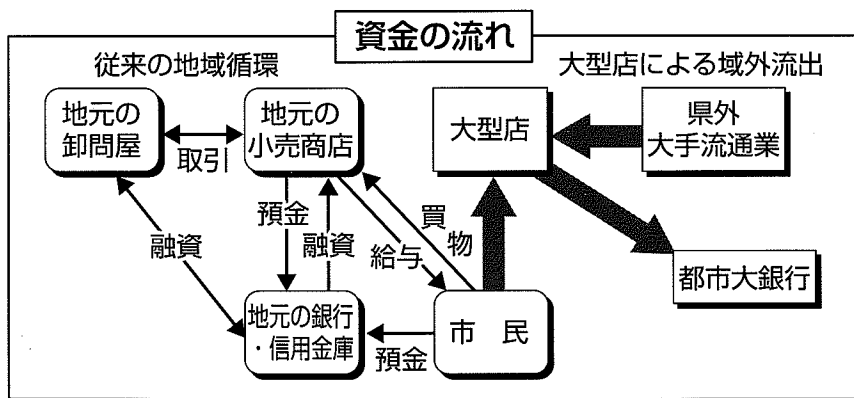 資金の流れ
従来の地域循環
大型店による域外流出
地元の
卸問屋
取引
地元の
小売商店
大型店
県外
大手流通業
預金
融資
給与
買物
融資
都市大銀行
地元の銀行
・信用金庫
預金
市 民